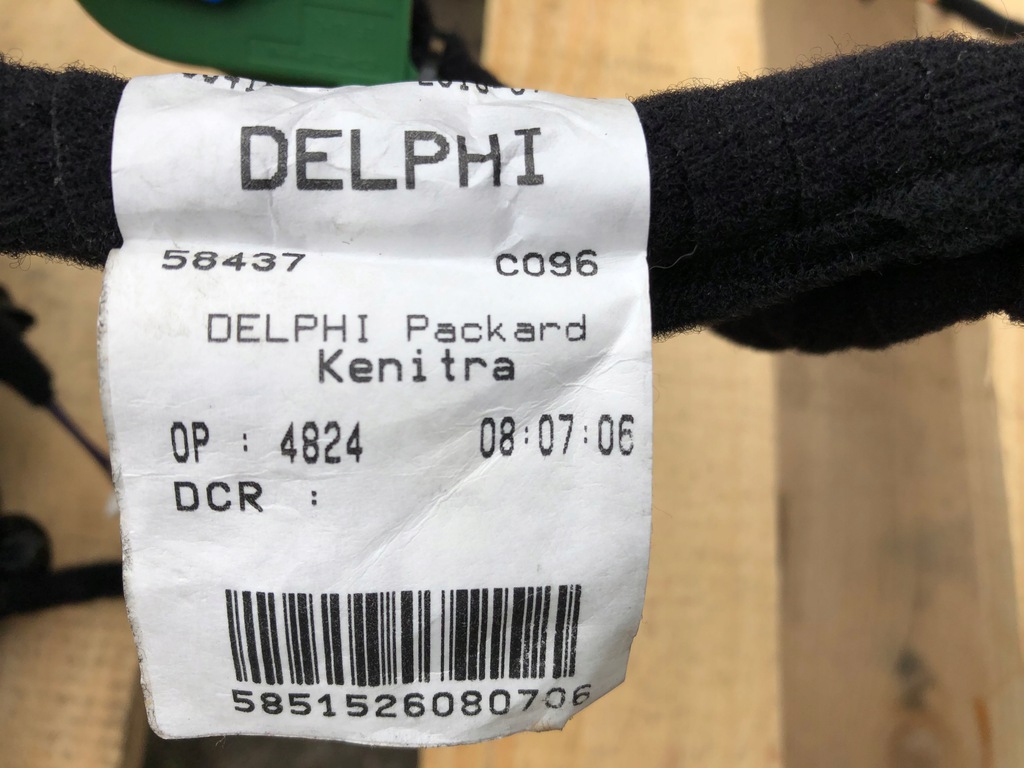 DELPHI
58437 C096
DELPHI Packard
Kenitra
OP : 4824 08:07:06
DCR :
5851526080706